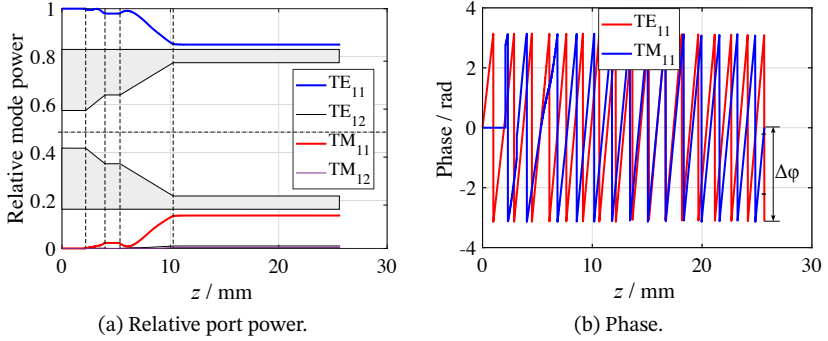 1
0.8
0.6
0.4
0.2
0
Relative mode power
TE11
TE12
TM11
TM12
0
10
20
30
z / mm
(a) Relative port power.
4
2
0
-2
-4
Phase / rad
TE11
TM11
Δφ
0
10
20
30
z / mm
(b) Phase.